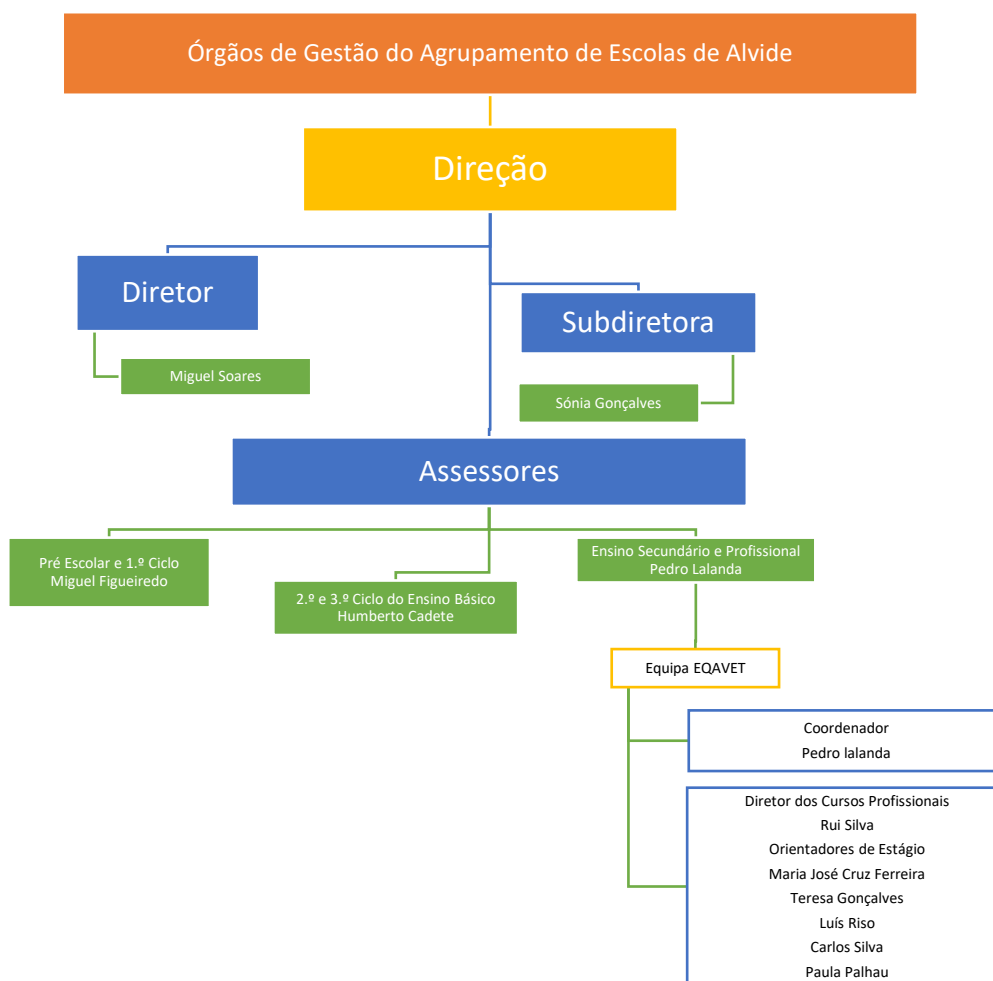 Órgãos de Gestão do Agrupamento de Escolas de Alvide
Direção
Diretor
Subdiretora
Miguel Soares
Sónia Gonçalves
Assessores
Pré Escolar e 1.º Ciclo
Miguel Figueiredo
2.º e 3.º Ciclo do Ensino Básico
Humberto Cadete
Ensino Secundário e Profissional
Pedro Lalanda
Equipa EQAVET
Coordenador
Pedro lalanda
Diretor dos Cursos Profissionais
Rui Silva
Orientadores de Estágio
Maria José Cruz Ferreira
Teresa Gonçalves
Luís Riso
Carlos Silva
Paula Palhau